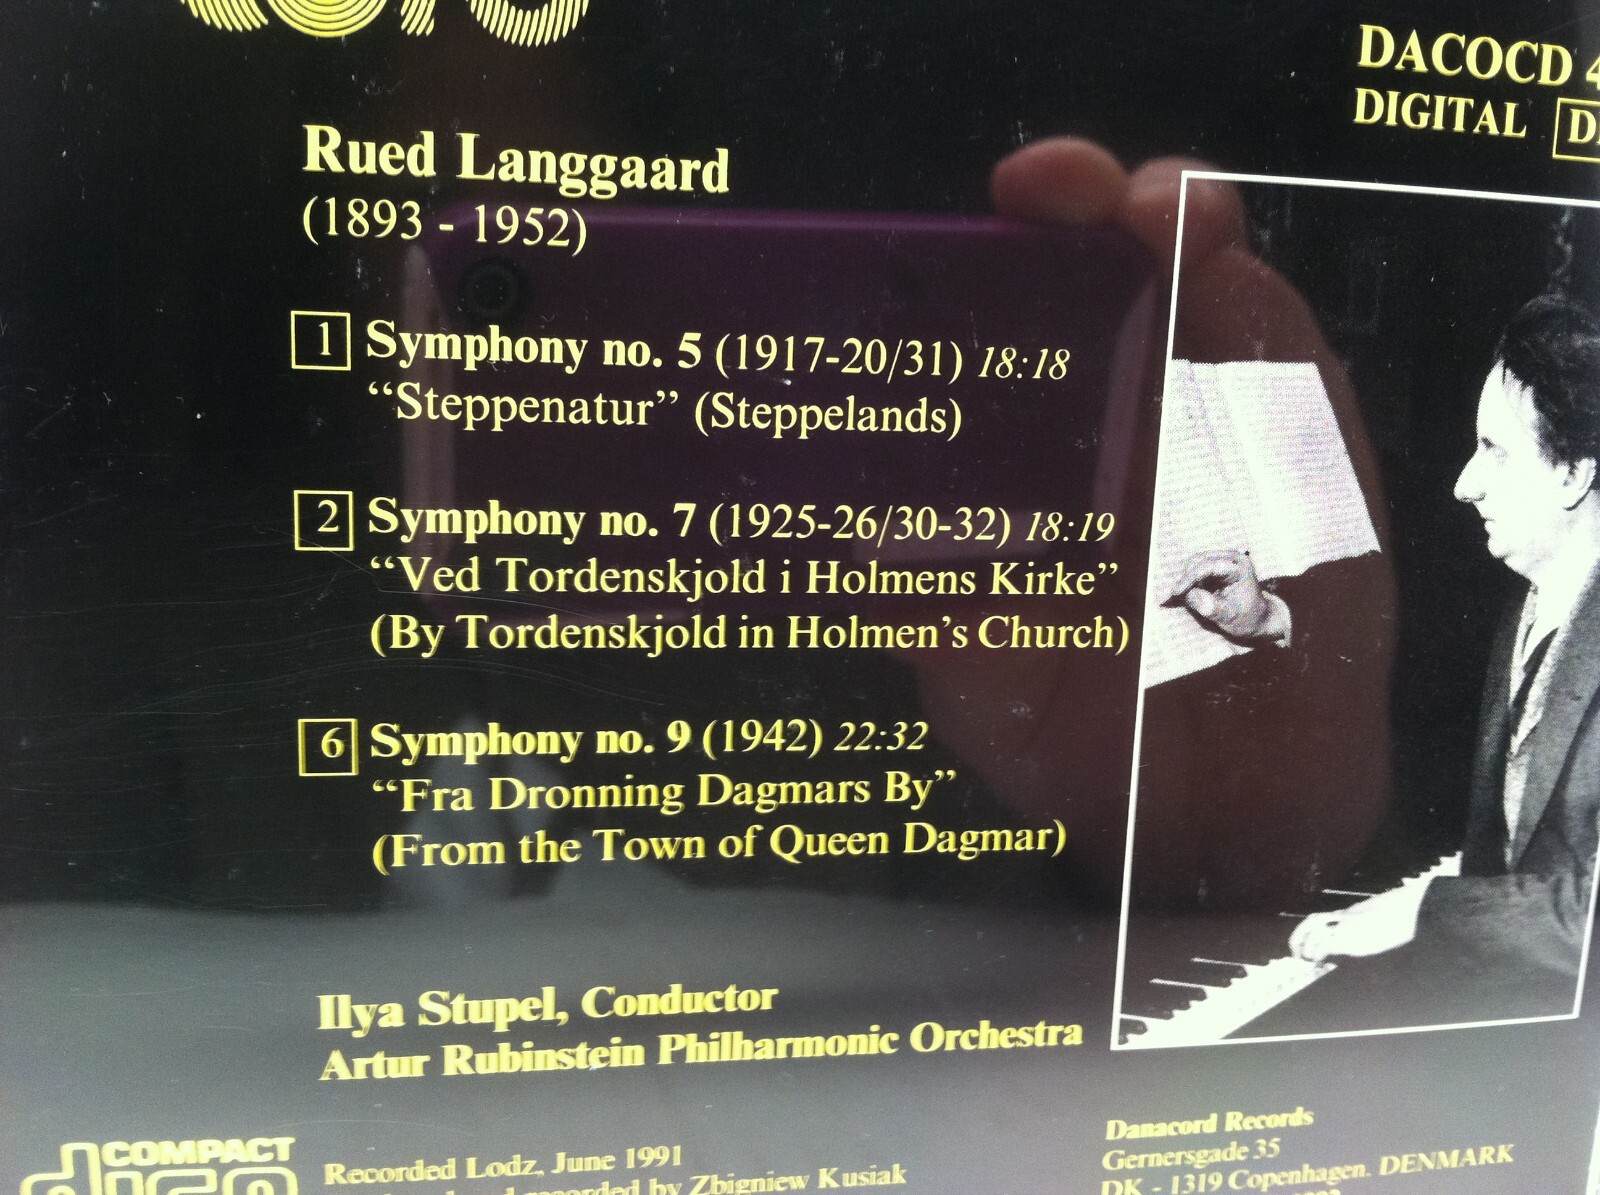 DACOCD
DIGITAL
Rued Langgaard
(1893 - 1952)
1 Symphony no. 5 (1917-20/31) 18:18
“Steppenatur” (Steppelands)
2 Symphony no. 7 (1925-26/30-32) 18:19
“Ved Tordenskjold i Holmens Kirke”
(By Tordenskjold in Holmen’s Church)
6 Symphony no. 9 (1942) 22:32
“Fra Dronning Dagmars By”
(From the Town of Queen Dagmar)
Ilya Stupel, Conductor
Artur Rubinstein Philharmonic Orchestra
COMPACT
disc
Recorded Lodz, June 1991
recorded by Zbigniew Kusiak
Danacord Records
Gernersgade 35
DK - 1319 Copenhagen. DENMARK